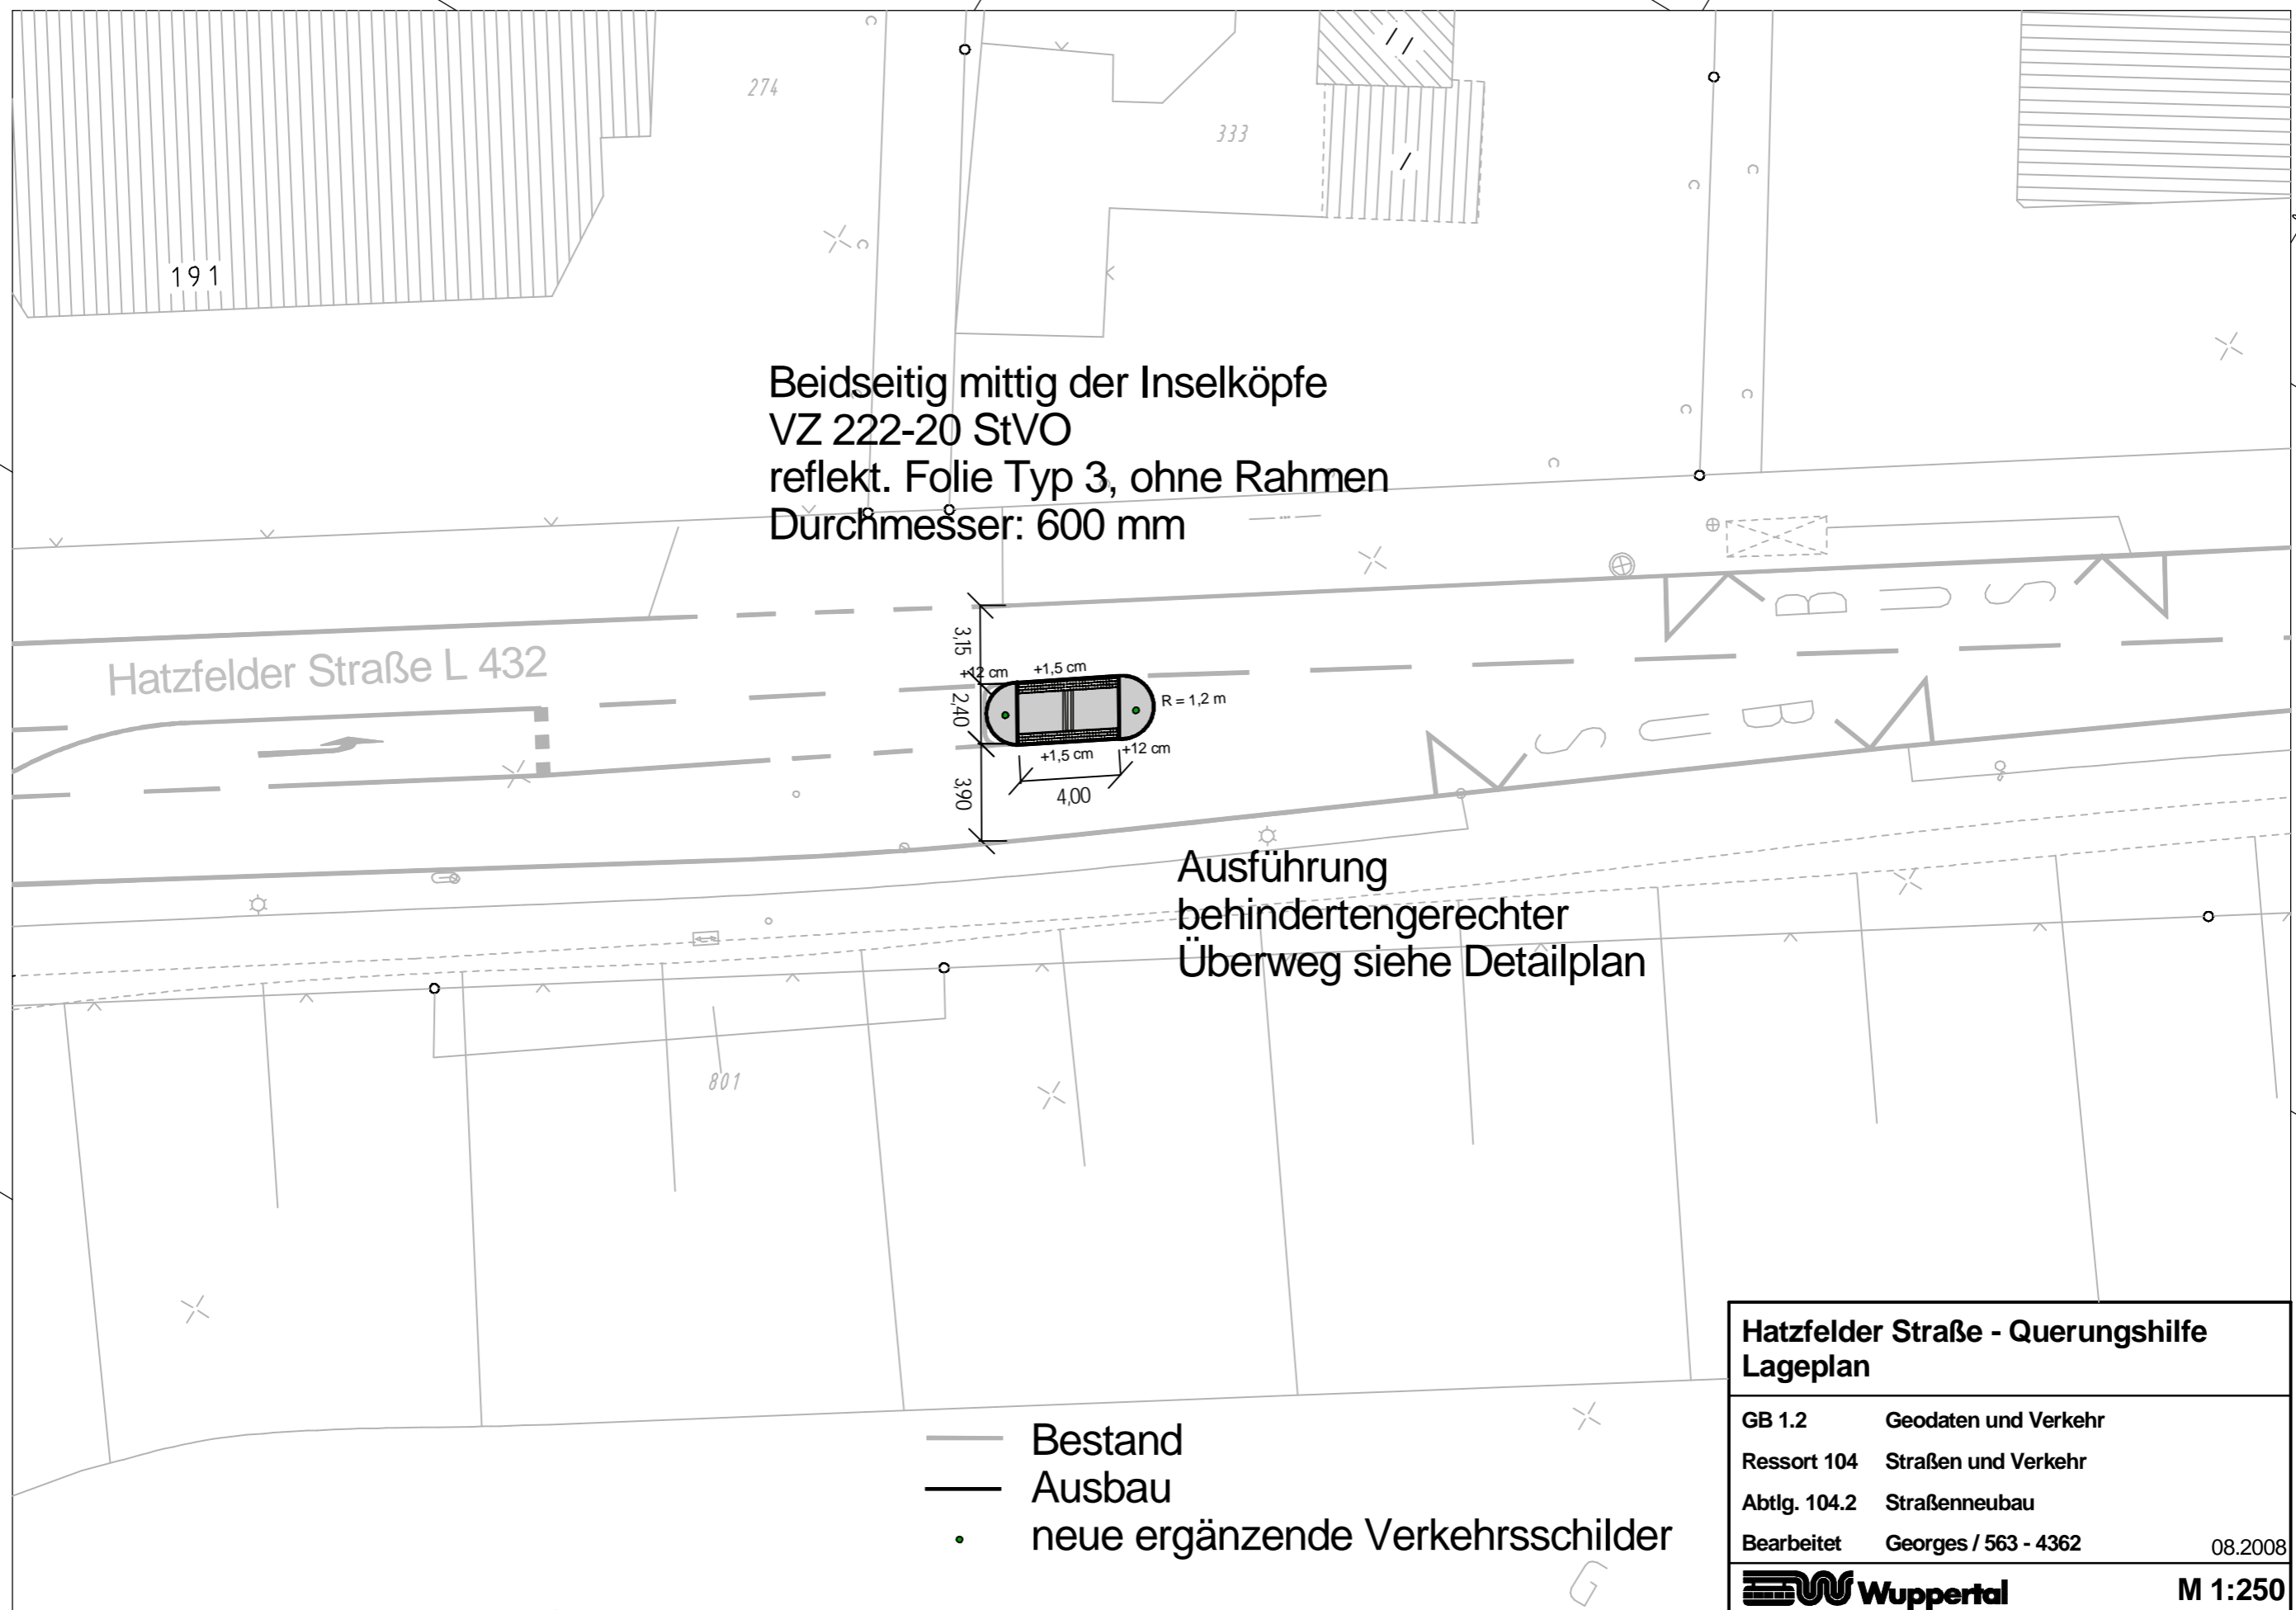 274
333
191
Beidseitig mittig der Inselköpfe
VZ 222-20 StVO
reflekt. Folie Typ 3, ohne Rahmen
Durchmesser: 600 mm
Hatzfelder Straße L 432
BUS
BUS
3,15
+12 cm
+1,5 cm
2,40
R = 1,2 m
+1,5 cm
+12 cm
3,90
4,00
Ausführung
behindertengerechter
Überweg siehe Detailplan
801
Bestand
Ausbau
neue ergänzende Verkehrsschilder
G
Hatzfelder Straße - Querungshilfe
Lageplan
GB 1.2 Geodaten und Verkehr
Ressort 104 Straßen und Verkehr
Abtlg. 104.2 Straßenneubau
Bearbeitet Georges / 563 - 4362 08.2008
Wuppertal M 1:250